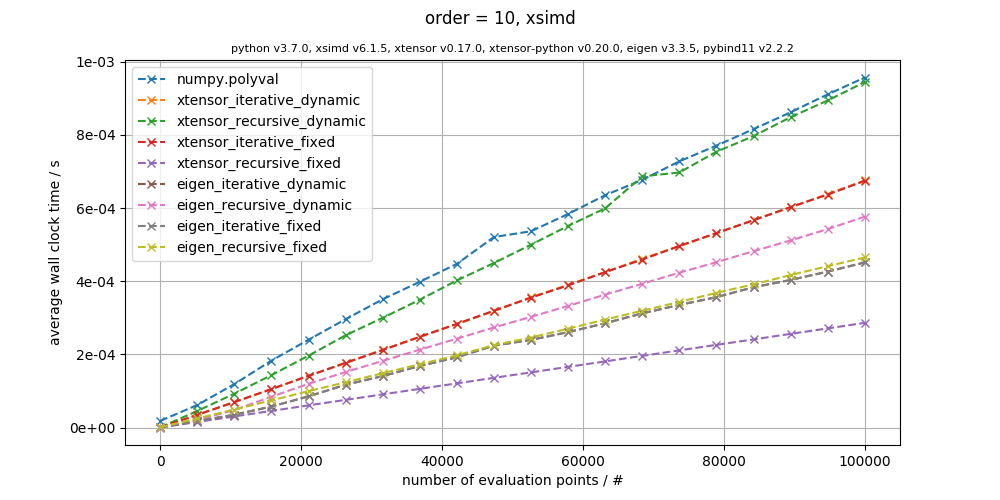 order = 10, xsimd
python v3.7.0, xsimd v6.1.5, xtensor v0.17.0, xtensor-python v0.20.0, eigen v3.3.5, pybind11 v2.2.2
1e-03
8e-04
6e-04
4e-04
2e-04
0e+00
average wall clock time / s
numpy.polyval
xtensor_iterative_dynamic
xtensor_recursive_dynamic
xtensor_iterative_fixed
xtensor_recursive_fixed
eigen_iterative_dynamic
eigen_recursive_dynamic
eigen_iterative_fixed
eigen_recursive_fixed
0 20000 40000 60000 80000 100000
number of evaluation points / #